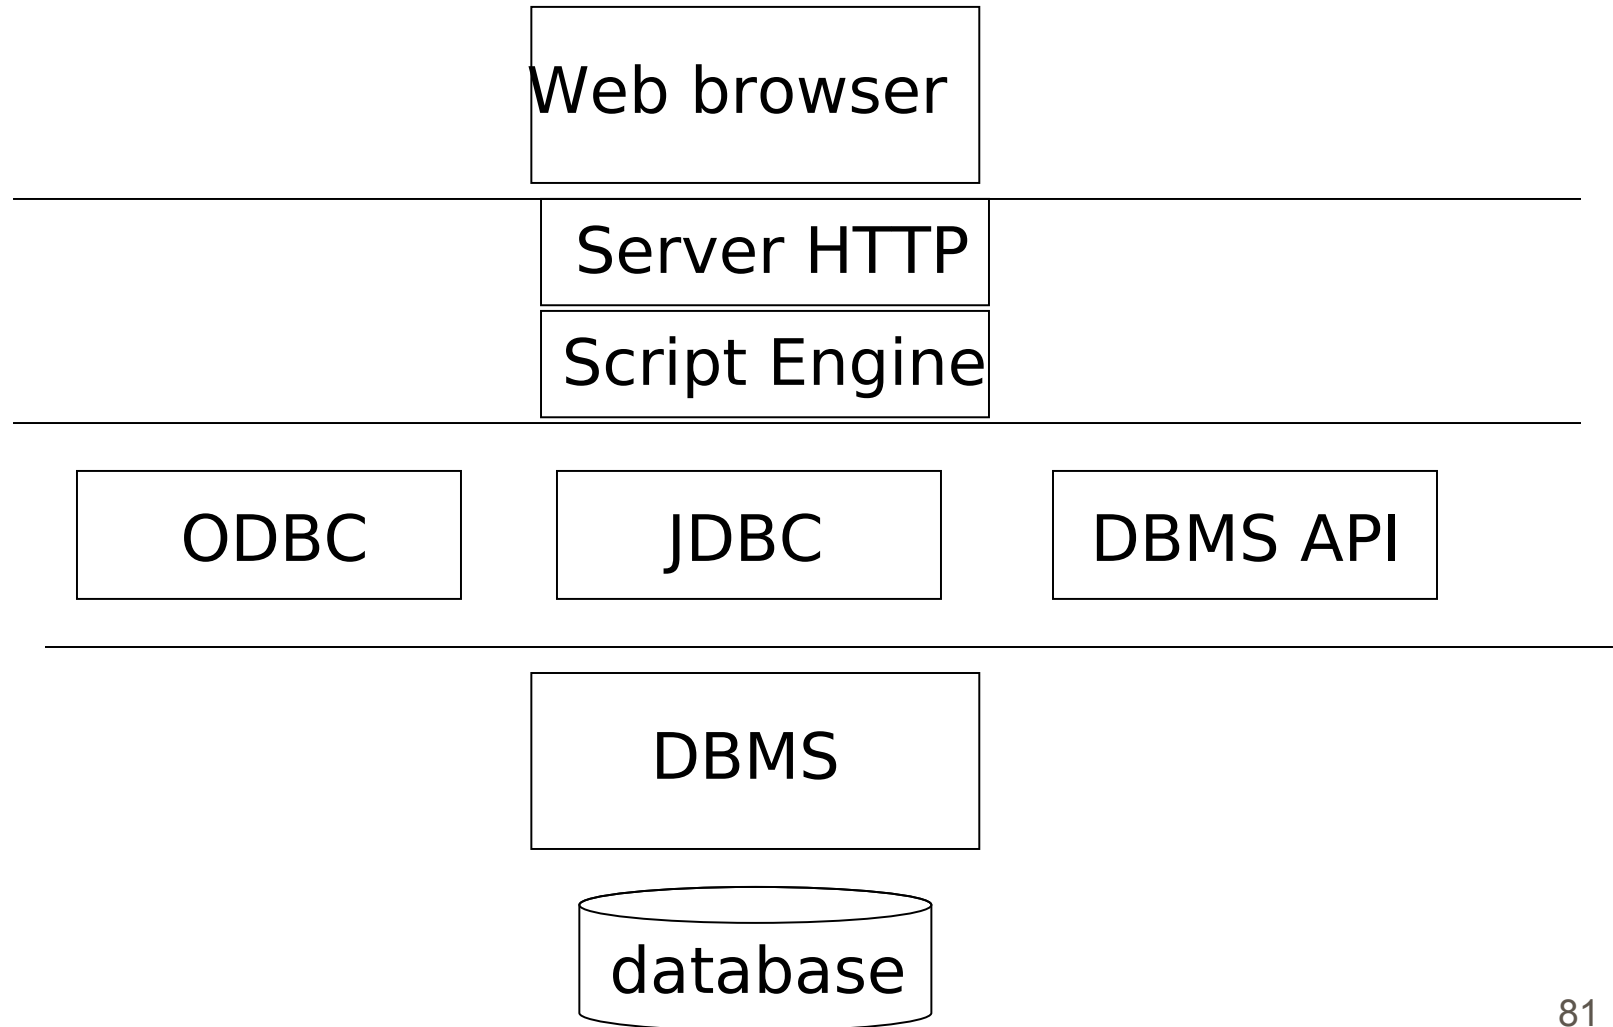 Web browser
Server HTTP
Script Engine
ODBC
JDBC
DBMS API
DBMS
database
81